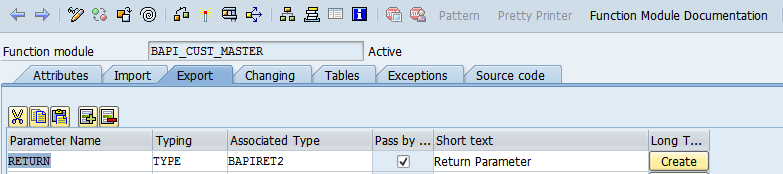 Pattern Pretty Printer Function Module Documentation
Function module BAPI_CUST_MASTER Active
Attributes Import Export Changing Tables Exceptions Source code
Parameter Name Typing Associated Type Pass by ... Short text Long T...
RETURN TYPE BAPIRET2 Return Parameter Create